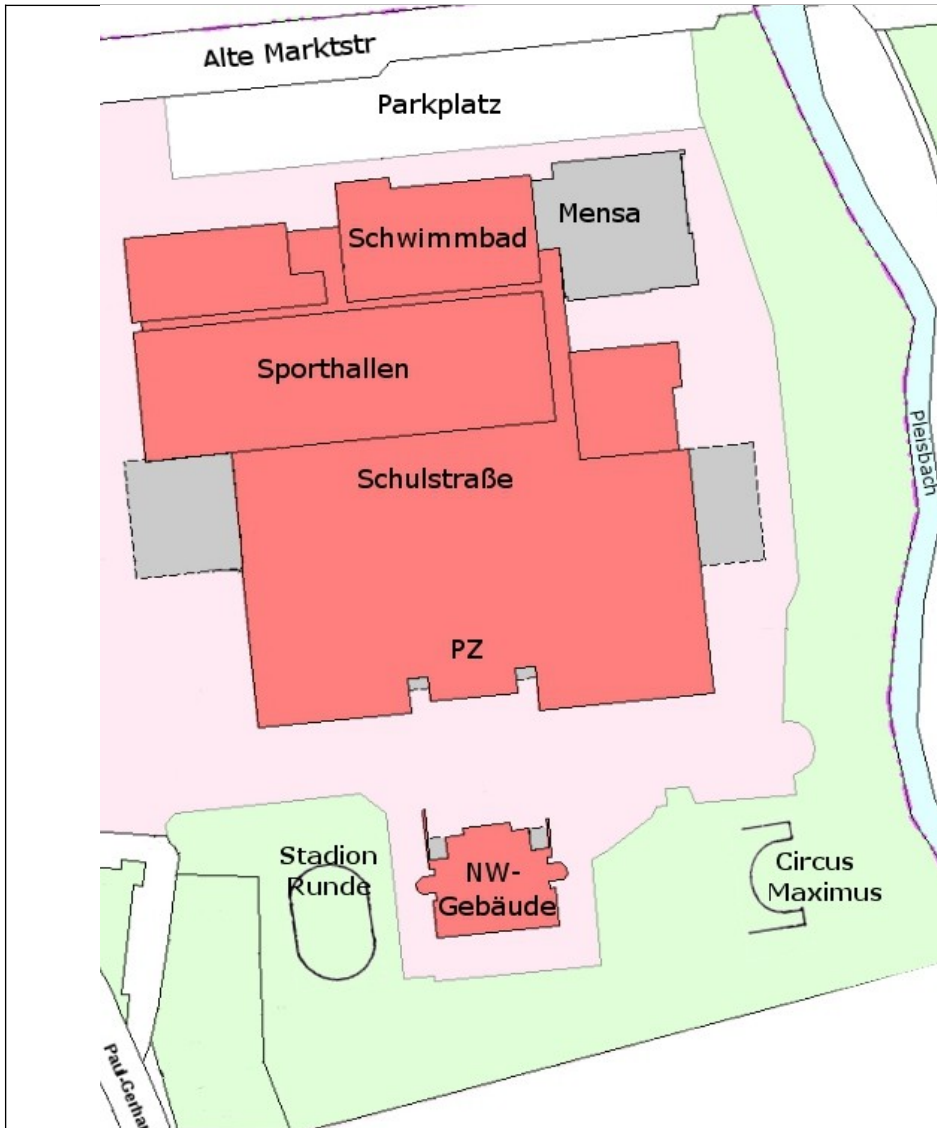 Alte Marktstr
Parkplatz
Mensa
Schwimmbad
Sporthallen
Pleisbach
Schulstraße
PZ
Stadion
Runde
NW-
Gebäude
Circus
Maximus